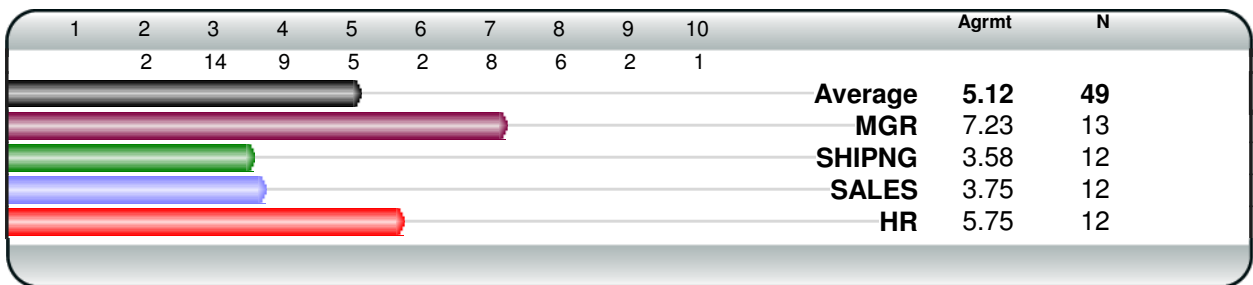 1 2 3 4 5 6 7 8 9 10 Agrmt N
2 14 9 5 2 8 6 2 1
Average 5.12 49
MGR 7.23 13
SHIPNG 3.58 12
SALES 3.75 12
HR 5.75 12